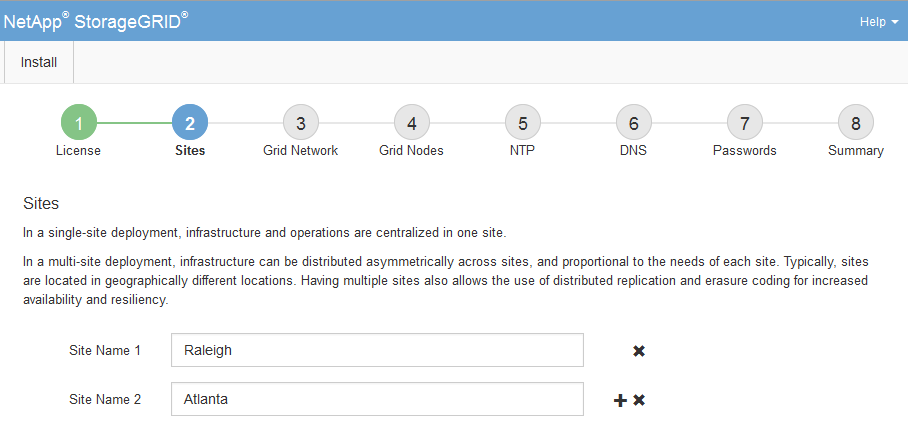 NetApp® StorageGRID®
Help
Install
1 2 3 4 5 6 7 8
License Sites Grid Network Grid Nodes NTP DNS Passwords Summary
Sites
In a single-site deployment, infrastructure and operations are centralized in one site.
In a multi-site deployment, infrastructure can be distributed asymmetrically across sites, and proportional to the needs of each site. Typically, sites
are located in geographically different locations. Having multiple sites also allows the use of distributed replication and erasure coding for increased
availability and resiliency.
Site Name 1 Raleigh
Site Name 2 Atlanta